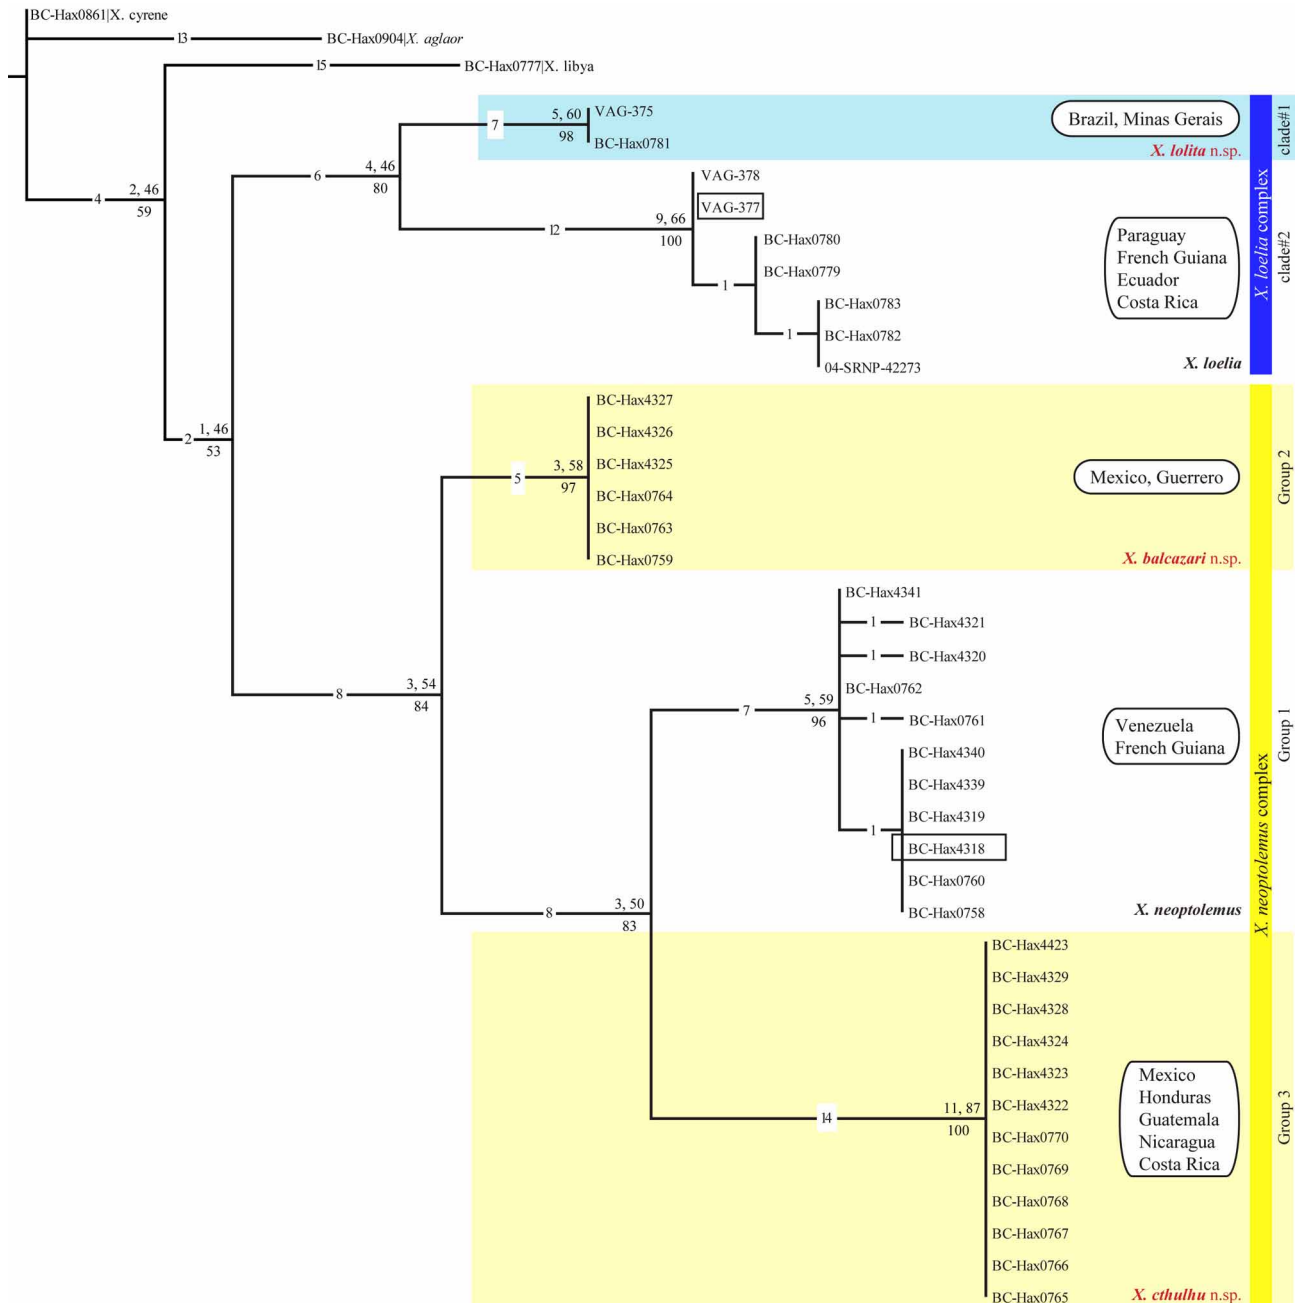 BC-Hax0861|X. cyrene
13
BC-Hax0904|X. aglaor
15
BC-Hax0777|X. libya
4
2, 46
59
6
4, 46
80
7
5, 60
98
VAG-375
BC-Hax0781
Brazil, Minas Gerais
X. lolita n.sp.
clade#1
12
9, 66
100
VAG-378
VAG-377
1
BC-Hax0780
BC-Hax0779
1
BC-Hax0783
BC-Hax0782
04-SRNP-42273
Paraguay
French Guiana
Ecuador
Costa Rica
X. loelia
clade#2
X. loelia complex
2
1, 46
53
8
3, 54
84
5
3, 58
97
BC-Hax4327
BC-Hax4326
BC-Hax4325
BC-Hax0764
BC-Hax0763
BC-Hax0759
Mexico, Guerrero
X. balcazari n.sp.
Group 2
8
3, 50
83
7
5, 59
96
BC-Hax4341
1
BC-Hax4321
1
BC-Hax4320
BC-Hax0762
1
BC-Hax0761
1
BC-Hax4340
BC-Hax4339
BC-Hax4319
BC-Hax4318
BC-Hax0760
BC-Hax0758
Venezuela
French Guiana
X. neoptolemus
Group 1
X. neoptolemus complex
14
11, 87
100
BC-Hax4423
BC-Hax4329
BC-Hax4328
BC-Hax4324
BC-Hax4323
BC-Hax4322
BC-Hax0770
BC-Hax0769
BC-Hax0768
BC-Hax0767
BC-Hax0766
BC-Hax0765
Mexico
Honduras
Guatemala
Nicaragua
Costa Rica
X. cthulhu n.sp.
Group 3